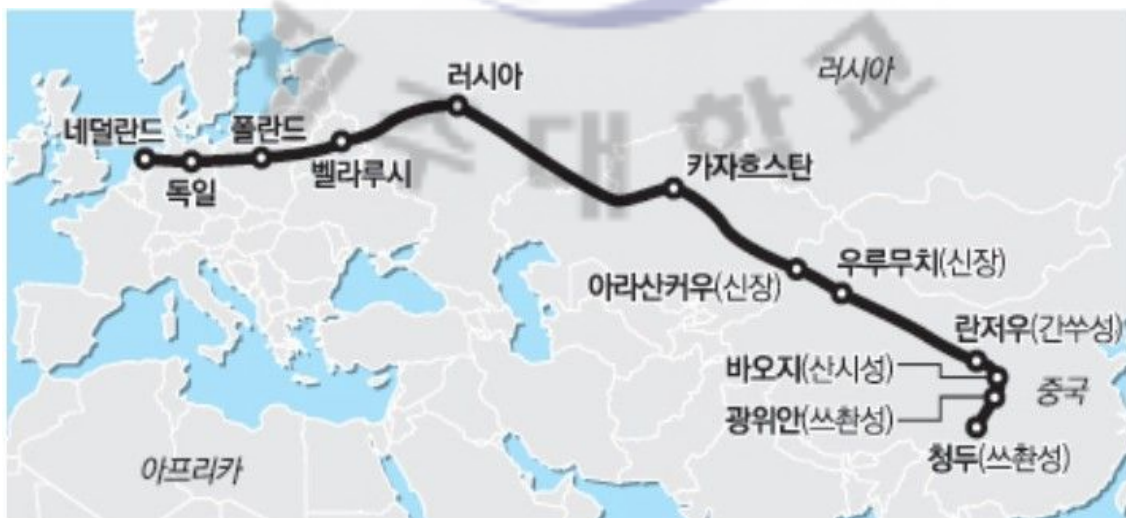 러시아
러시아
네덜란드
폴란드
독일
벨라루시
카자흐스탄
우루무치(신장)
아라산커우(신장)
란저우(간쑤성)
바오지(산시성)
중국
광위안(쓰촨성)
청두(쓰촨성)
아프리카
대학교